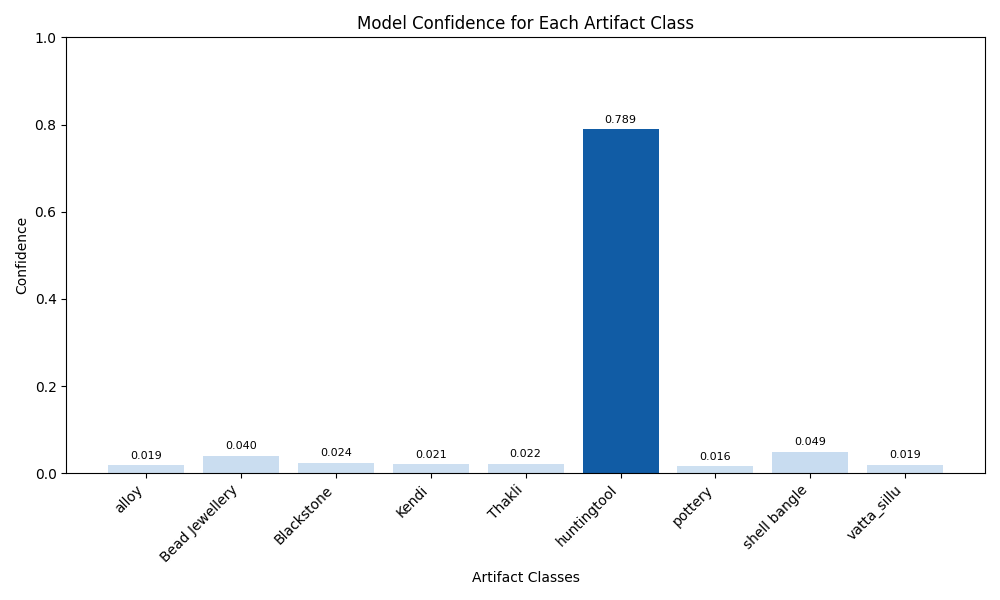 Model Confidence for Each Artifact Class
1.0
0.8
0.6
0.4
0.2
0.0
Confidence
0.019
0.040
0.024
0.021
0.022
0.789
0.016
0.049
0.019
alloy
Bead Jewellery
Blackstone
Kendi
Thakli
huntingtool
pottery
shell bangle
vatta_sillu
Artifact Classes